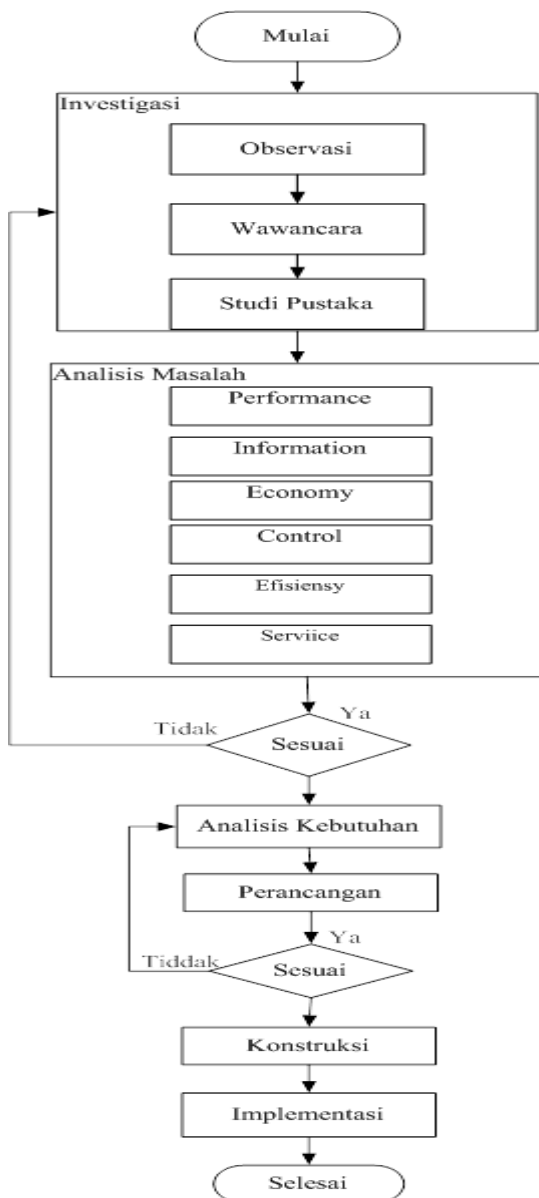 Mulai
Investigasi
Observasi
Wawancara
Studi Pustaka
Analisis Masalah
Performance
Information
Economy
Control
Efisiensy
Serviice
Ya
Tidak
Sesuai
Analisis Kebutuhan
Perancangan
Ya
Tiddak
Sesuai
Konstruksi
Implementasi
Selesai